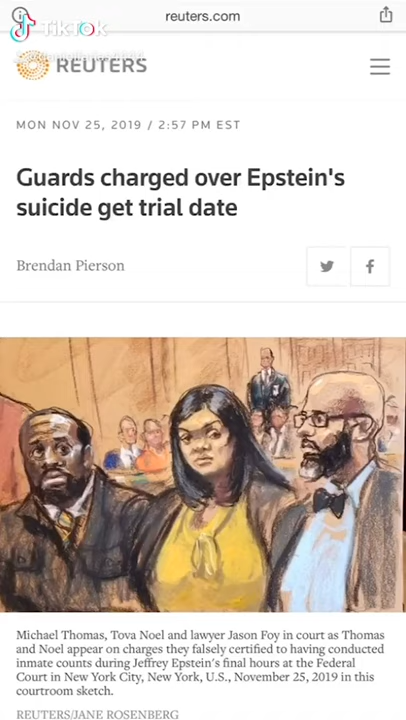 reuters.com
TikTok
REUTERS
MON NOV 25, 2019 / 2:57 PM EST
Guards charged over Epstein's
suicide get trial date
Brendan Pierson
Michael Thomas, Tova Noel and lawyer Jason Foy in court as Thomas
and Noel appear on charges they falsely certified to having conducted
inmate counts during Jeffrey Epstein's final hours at the Federal
Court in New York City, New York, U.S., November 25, 2019 in this
courtroom sketch.
REUTERS/JANE ROSENBERG